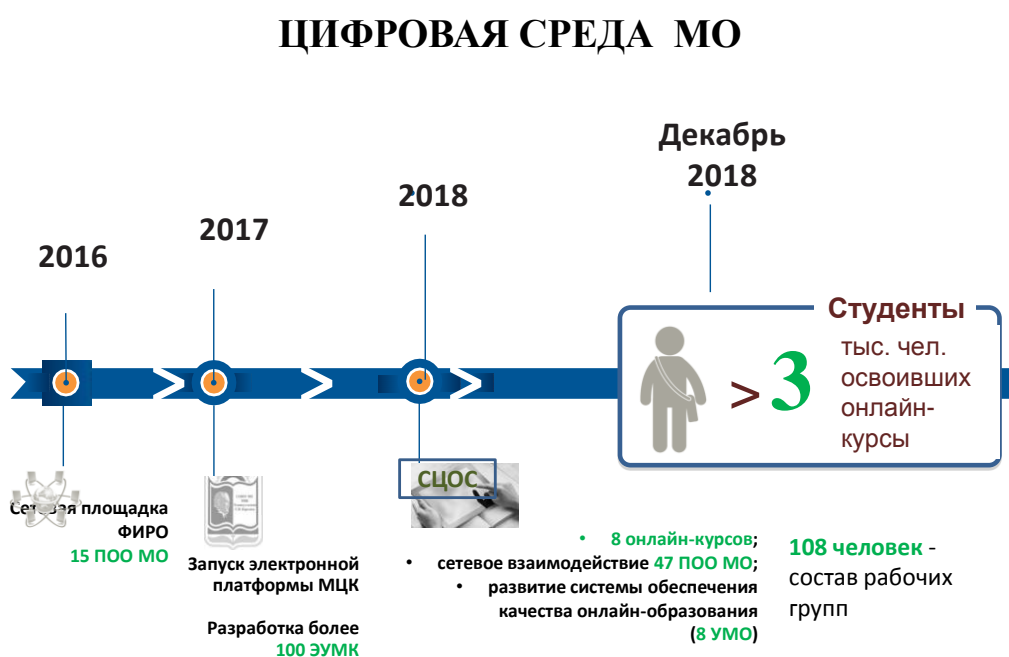 ЦИФРОВАЯ СРЕДА МО
2016
2017
2018
Декабрь
2018
Студенты
> 3
тыс. чел.
освоивших
онлайн-
курсы
Сетевая площадка
ФИРО
15 ПОО МО
Запуск электронной
платформы МЦК
Разработка более
100 ЭУМК
СЦОС
• 8 онлайн-курсов;
• сетевое взаимодействие 47 ПОО МО;
• развитие системы обеспечения
качества онлайн-образования
(8 УМО)
108 человек -
состав рабочих
групп